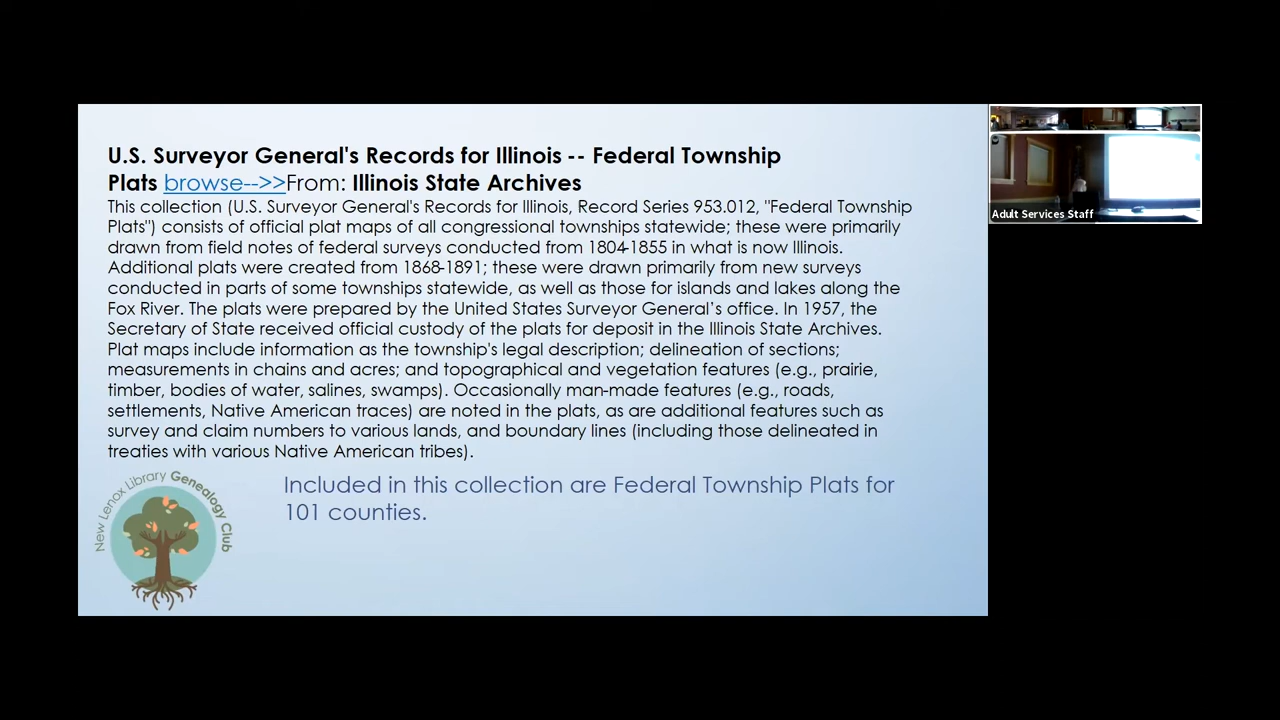 U.S. Surveyor General's Records for Illinois -- Federal Township
Plats browse-->>From: Illinois State Archives
This collection (U.S. Surveyor General's Records for Illinois, Record Series 953.012, "Federal Township
Plats") consists of official plat maps of all congressional townships statewide; these were primarily
drawn from field notes of federal surveys conducted from 1804-1855 in what is now Illinois.
Additional plats were created from 1868-1891; these were drawn primarily from new surveys
conducted in parts of some townships statewide, as well as those for islands and lakes along the
Fox River. The plats were prepared by the United States Surveyor General's office. In 1957, the
Secretary of State received official custody of the plats for deposit in the Illinois State Archives.
Plat maps include information as the township's legal description; delineation of sections;
measurements in chains and acres; and topographical and vegetation features (e.g., prairie,
timber, bodies of water, salines, swamps). Occasionally man-made features (e.g., roads,
settlements, Native American traces) are noted in the plats, as are additional features such as
survey and claim numbers to various lands, and boundary lines (including those delineated in
treaties with various Native American tribes).
Included in this collection are Federal Township Plats for
101 counties.
New Lenox Library Genealogy Club
Adult Services Staff